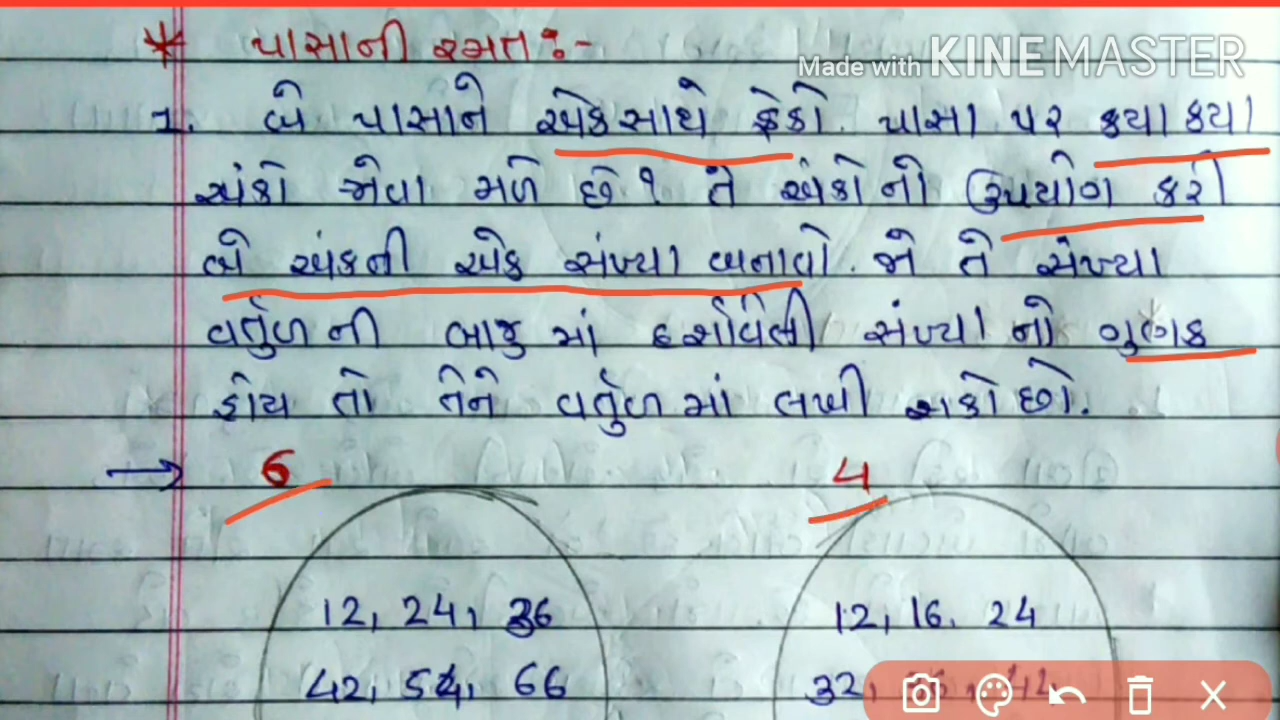 * પાસાની રમત :-
Made with KINEMASTER
1. બે પાસાને એકસાથે ફેંકો. પાસા પર કયા કયા
અંકો જોવા મળે છે? તે અંકોનો ઉપયોગ કરી
બે અંકની એક સંખ્યા બનાવો. જો તે સંખ્યા
વર્તુળની બાજુમાં દર્શાવેલી સંખ્યાનો ગુણક
હોય તો તેને વર્તુળમાં લખી શકો છો.
→ 6 4
12, 24, 36 12, 16, 24
42, 54, 66 32,